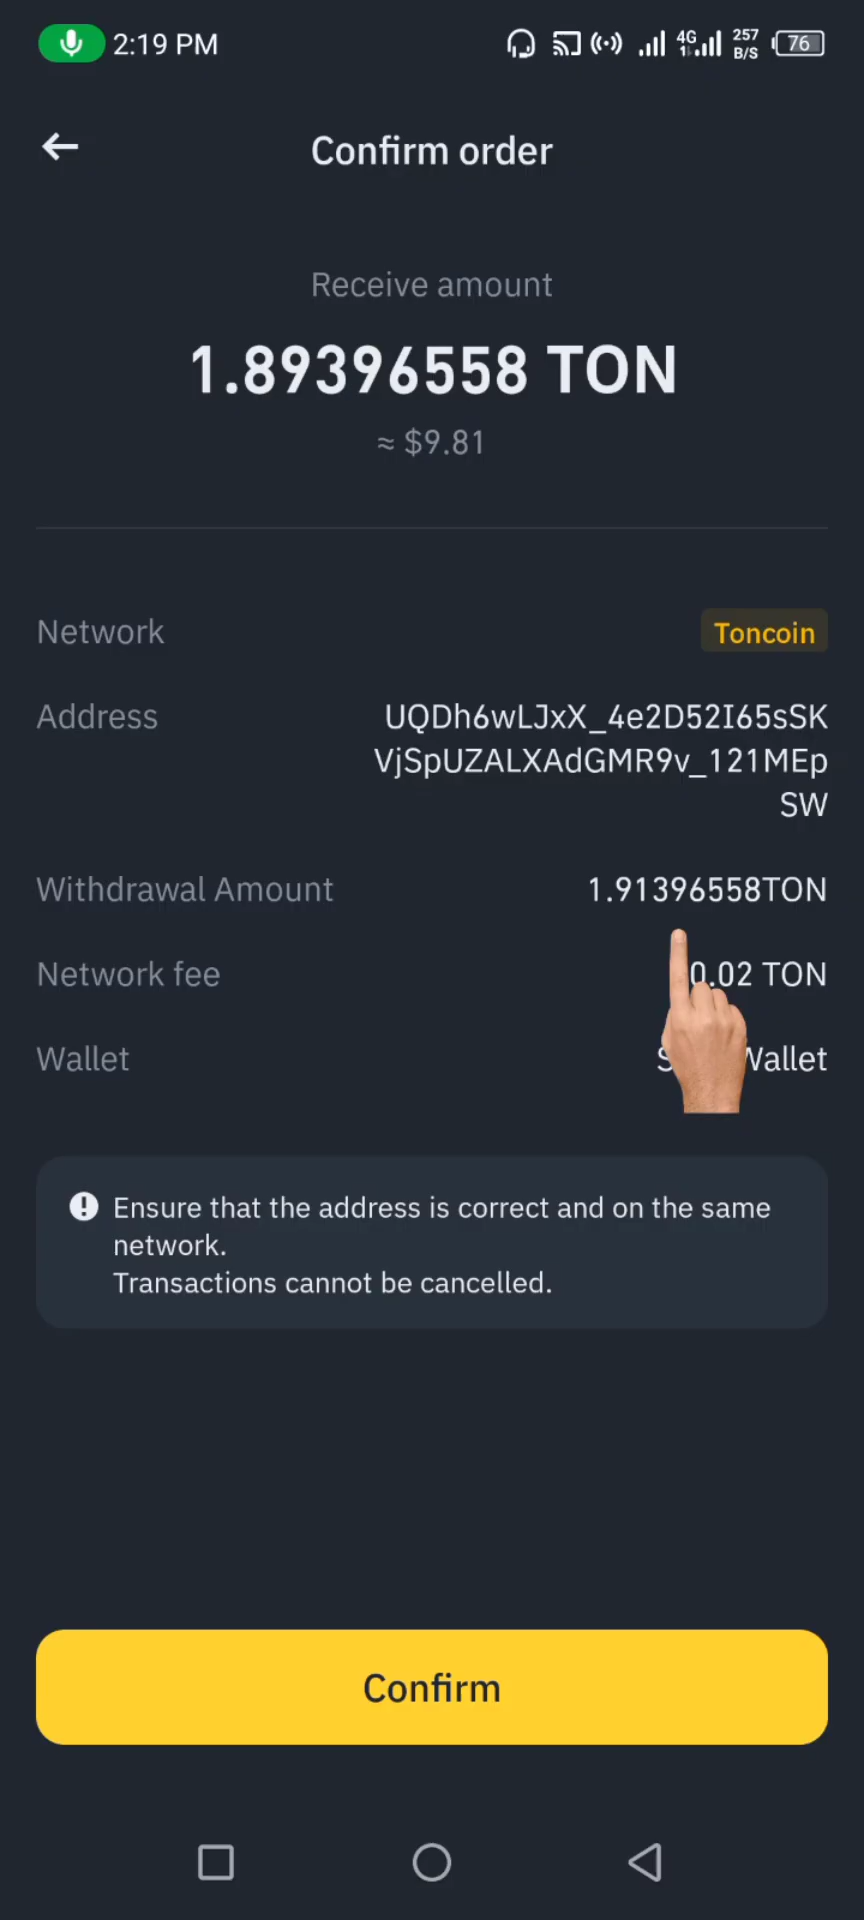 2:19 PM
4G
257
B/S
76
Confirm order
Receive amount
1.89396558 TON
≈ $9.81
Network
Toncoin
Address
UQDh6wLJxX_4e2D52I65sSK
VjSpUZALXAdGMR9v_121MEp
SW
Withdrawal Amount
1.91396558TON
Network fee
0.02 TON
Wallet
Wallet
Ensure that the address is correct and on the same
network.
Transactions cannot be cancelled.
Confirm